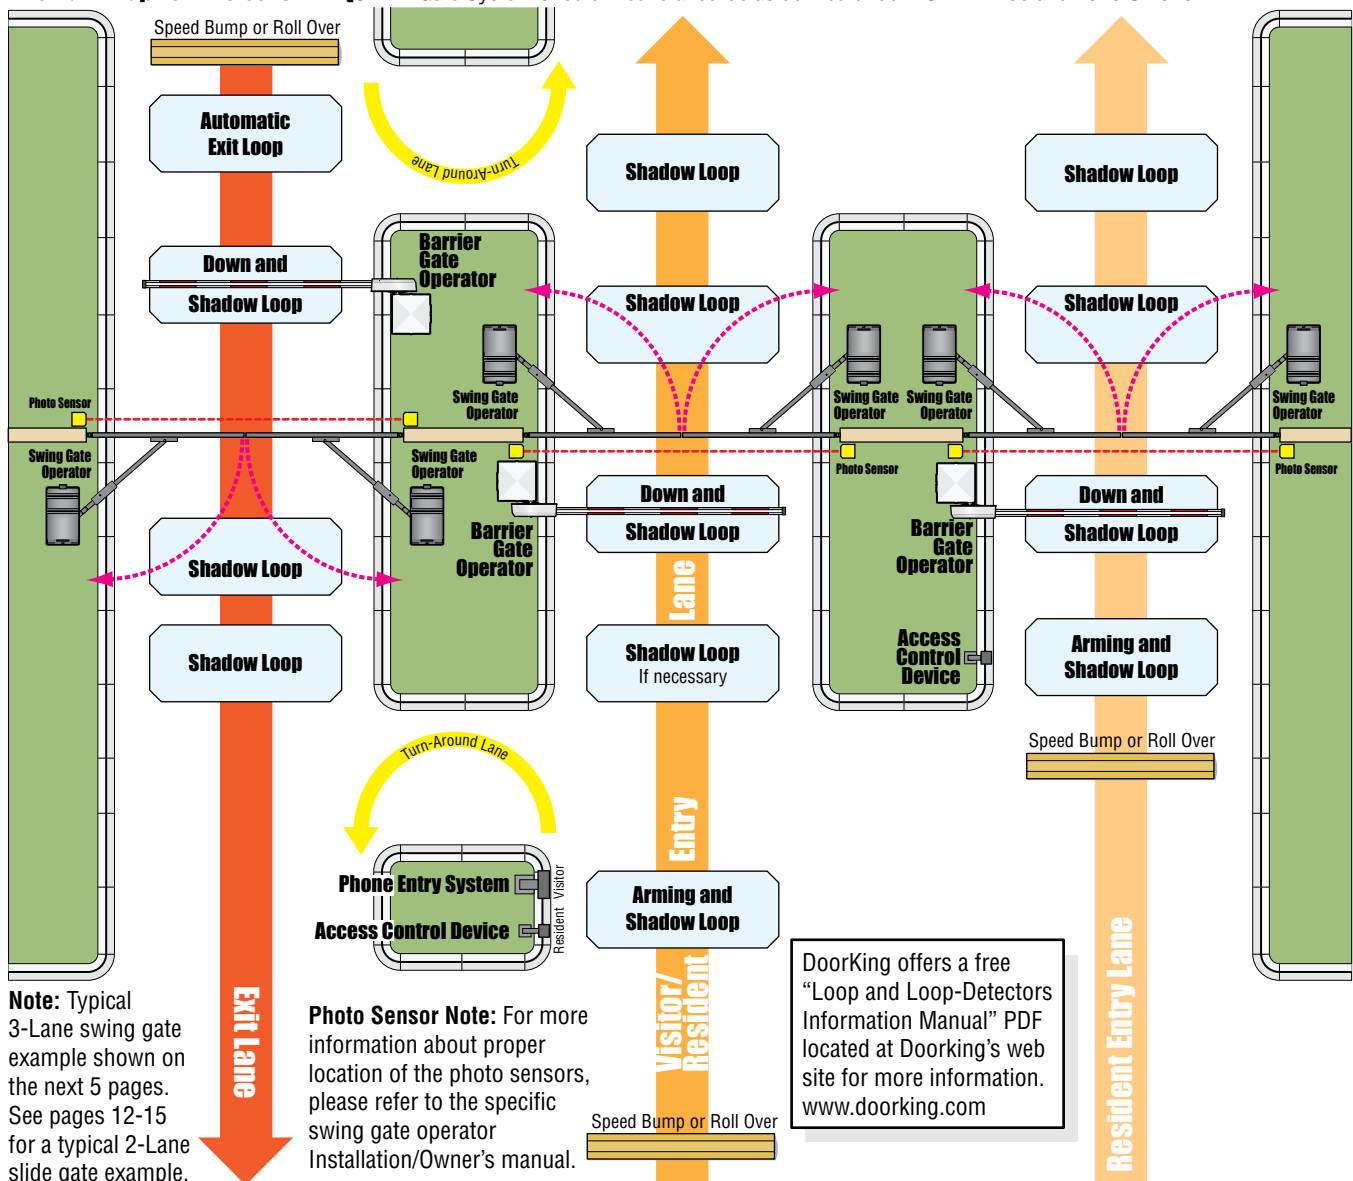 Speed Bump or Roll Over
Automatic
Exit Loop
Turn-Around Lane
Shadow Loop
Shadow Loop
Barrier
Gate
Operator
Down and
Shadow Loop
Shadow Loop
Shadow Loop
Photo Sensor
Swing Gate
Operator
Swing Gate
Operator
Swing Gate
Operator
Swing Gate
Operator
Swing Gate
Operator
Swing Gate
Operator
Photo Sensor
Photo Sensor
Down and
Shadow Loop
Down and
Shadow Loop
Barrier
Gate
Operator
Barrier
Gate
Operator
Shadow Loop
Shadow Loop
Lane
Shadow Loop
If necessary
Access
Control
Device
Arming and
Shadow Loop
Turn-Around Lane
Speed Bump or Roll Over
Entry
Phone Entry System
Access Control Device
Visitor
Resident
Arming and
Shadow Loop
Visitor/
Resident
Resident Entry Lane
Exit Lane
Note: Typical
3-Lane swing gate
example shown on
the next 5 pages.
See pages 12-15
for a typical 2-Lane
slide gate example.
Photo Sensor Note: For more
information about proper
location of the photo sensors,
please refer to the specific
swing gate operator
Installation/Owner's manual.
Speed Bump or Roll Over
DoorKing offers a free
“Loop and Loop-Detectors
Information Manual” PDF
located at Doorking's web
site for more information.
www.doorking.com